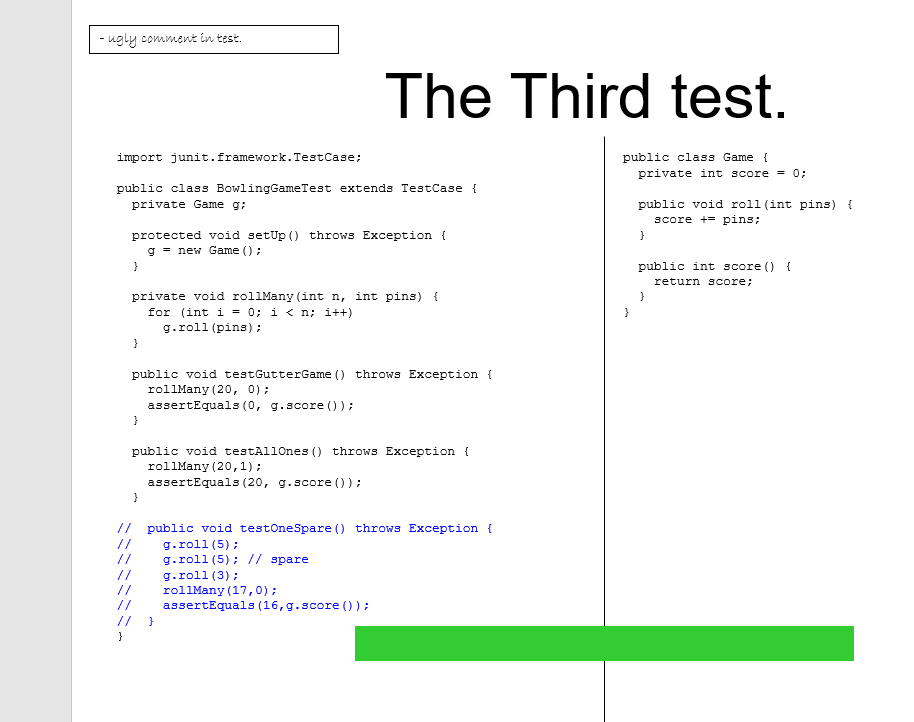 - ugly comment in test.
The Third test.
import junit.framework.TestCase;
public class BowlingGameTest extends TestCase {
private Game g;
protected void setUp() throws Exception {
g = new Game();
}
private void rollMany(int n, int pins) {
for (int i = 0; i < n; i++)
g.roll(pins);
}
public void testGutterGame() throws Exception {
rollMany(20, 0);
assertEquals(0, g.score());
}
public void testAllOnes() throws Exception {
rollMany(20,1);
assertEquals(20, g.score());
}
//  public void testOneSpare() throws Exception {
//    g.roll(5);
//    g.roll(5); // spare
//    g.roll(3);
//    rollMany(17,0);
//    assertEquals(16,g.score());
//  }
}
public class Game {
private int score = 0;
public void roll(int pins) {
score += pins;
}
public int score() {
return score;
}
}